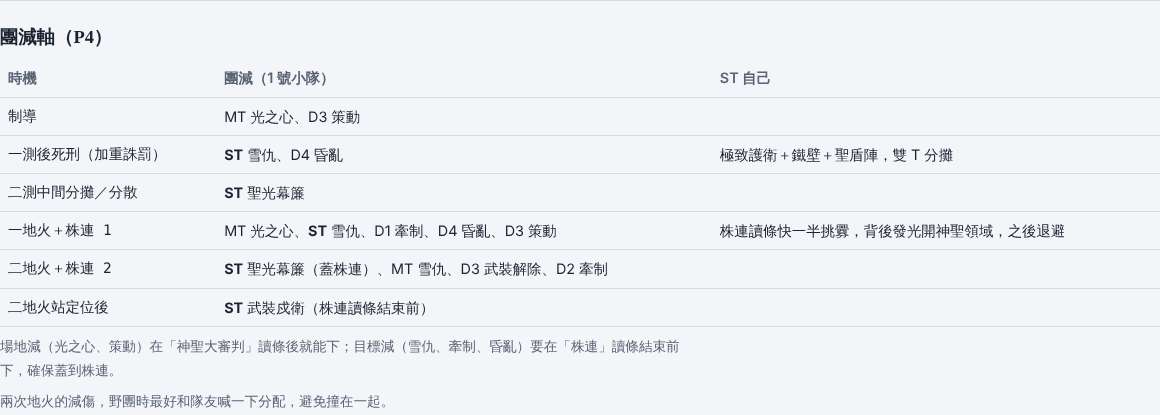 團減軸（P4）
時機 團減（1 號小隊） ST 自己
制導 MT 光之心、D3 策動
一測後死刑（加重誅罰） ST 雪仇、D4 昏亂 極致護衛＋鐵壁＋聖盾陣，雙 T 分攤
二測中間分攤／分散 ST 聖光幕簾
一地火＋株連 1 MT 光之心、ST 雪仇、D1 牽制、D4 昏亂、D3 策動 株連讀條快一半挑釁，背後發光開神聖領域，之後退避
二地火＋株連 2 ST 聖光幕簾（蓋株連）、MT 雪仇、D3 武裝解除、D2 牽制
二地火站定位後 ST 武裝戍衛（株連讀條結束前）
場地減（光之心、策動）在「神聖大審判」讀條後就能下；目標減（雪仇、牽制、昏亂）要在「株連」讀條結束前
下，確保蓋到株連。
兩次地火的減傷，野團時最好和隊友喊一下分配，避免撞在一起。